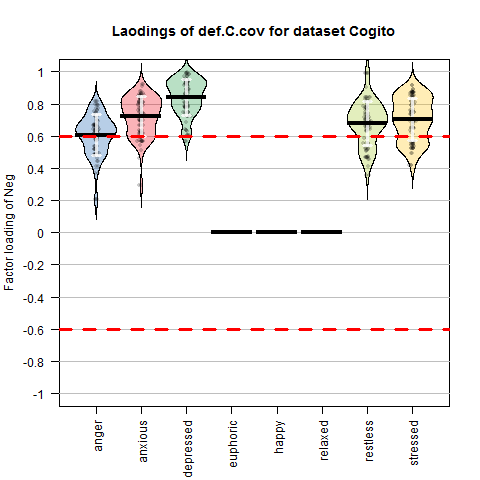 Laodings of def.C.cov for dataset Cogito
Factor loading of Neg
1
0.8
0.6
0.4
0.2
0
-0.2
-0.4
-0.6
-0.8
-1
anger
anxious
depressed
euphoric
happy
relaxed
restless
stressed